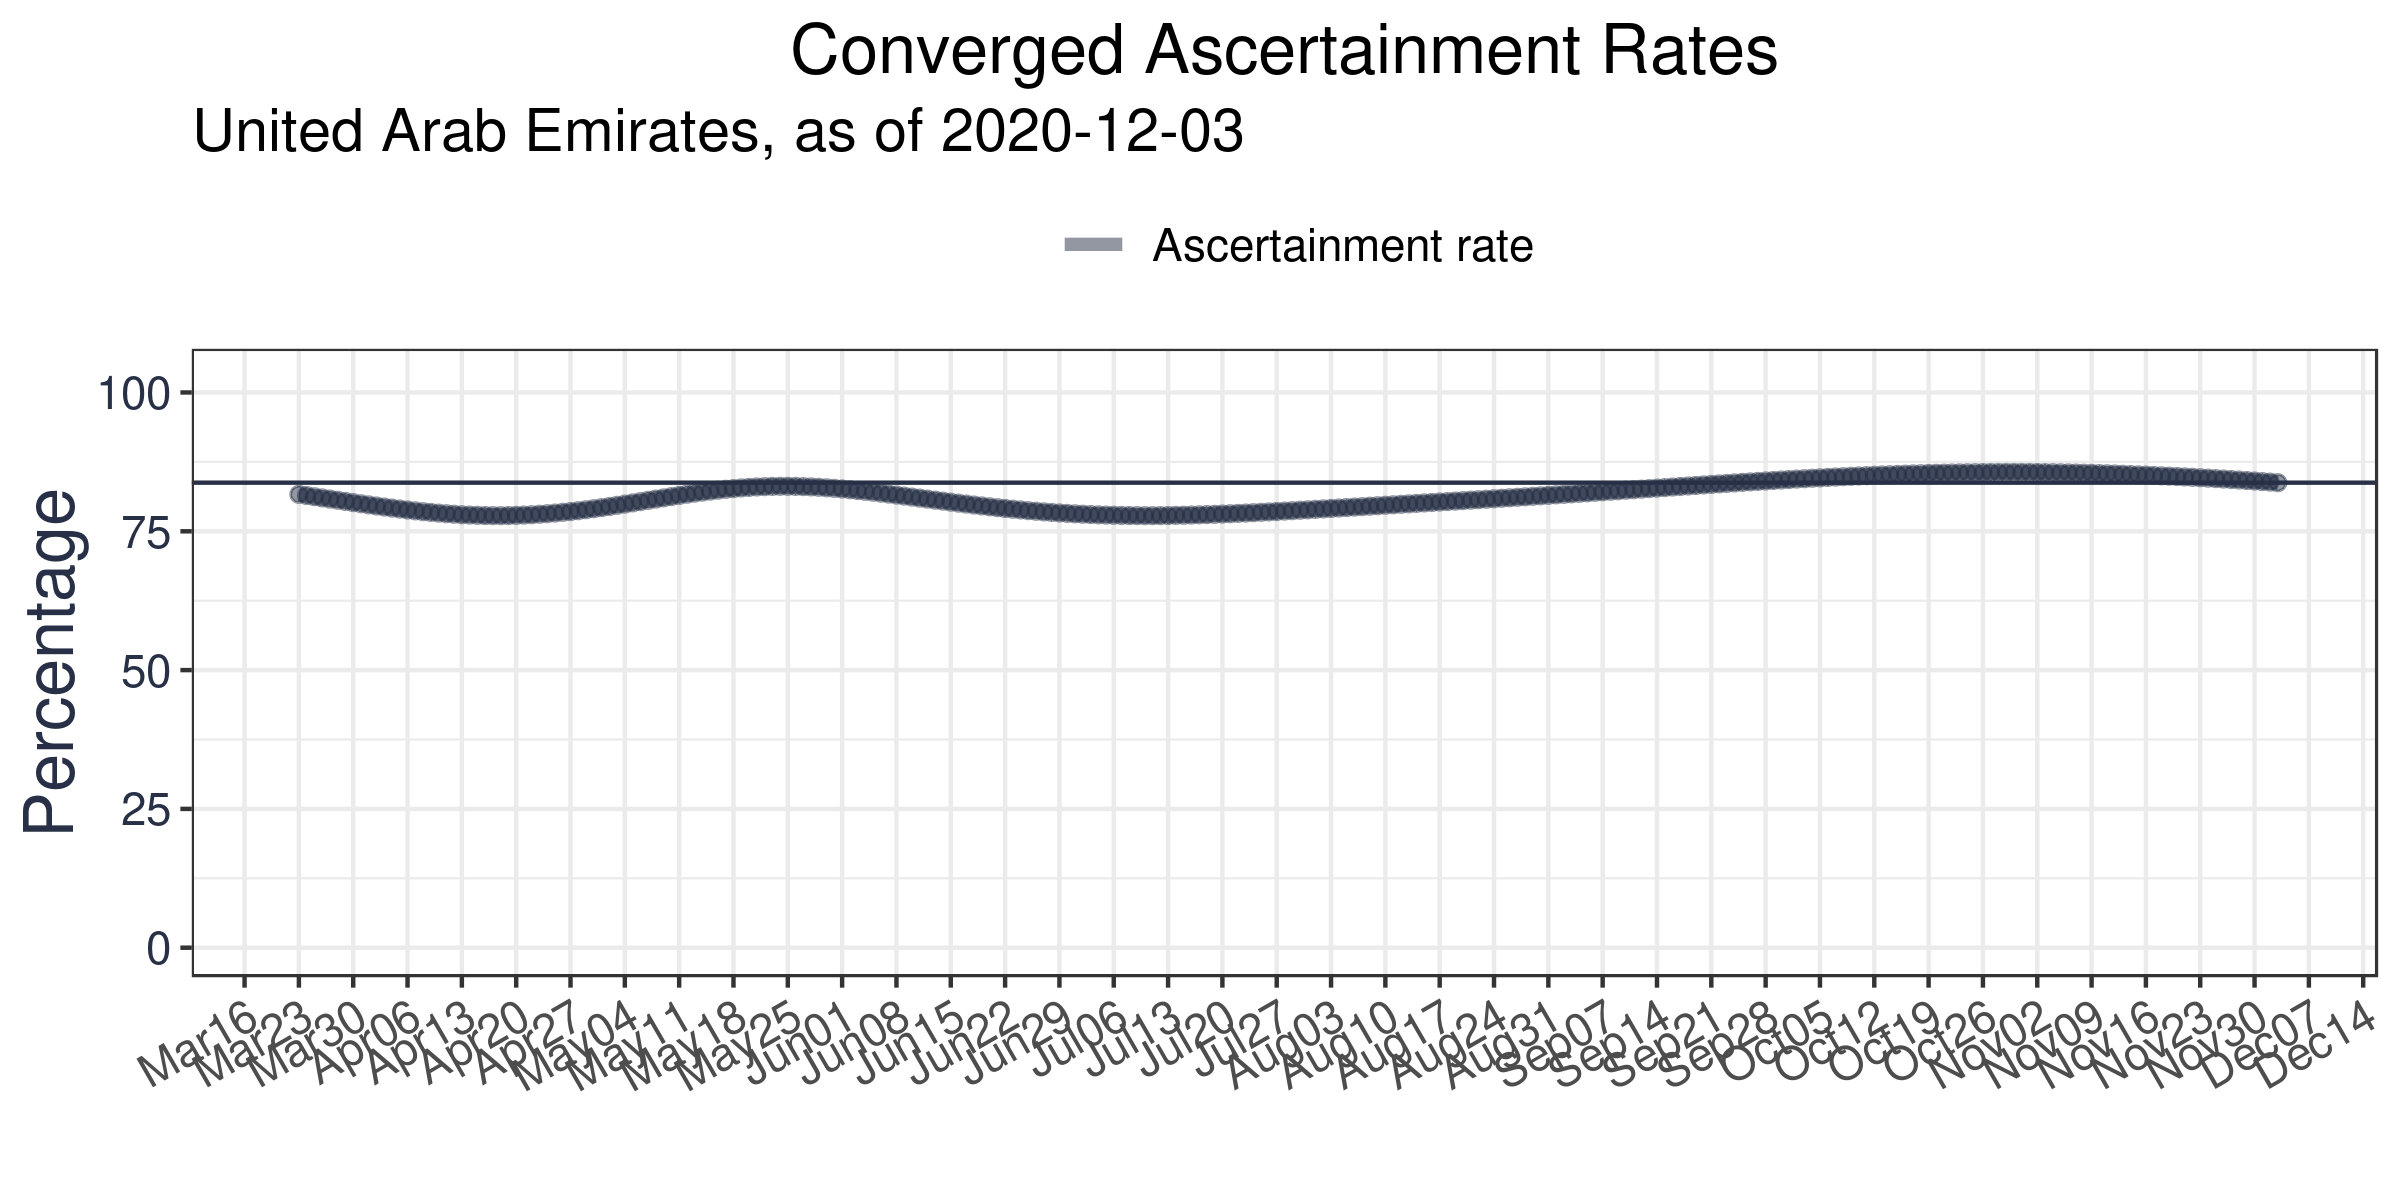 Converged Ascertainment Rates
United Arab Emirates, as of 2020-12-03
Ascertainment rate
Percentage
100
75
50
25
0
Mar16 Mar23 Mar30 Apr06 Apr13 Apr20 Apr27 May04 May11 May18 May25 Jun01 Jun08 Jun15 Jun22 Jun29 Jul06 Jul13 Jul20 Jul27 Aug03 Aug10 Aug17 Aug24 Aug31 Sep07 Sep14 Sep21 Sep28 Oct05 Oct12 Oct19 Oct26 Nov02 Nov09 Nov16 Nov23 Nov30 Dec07 Dec14